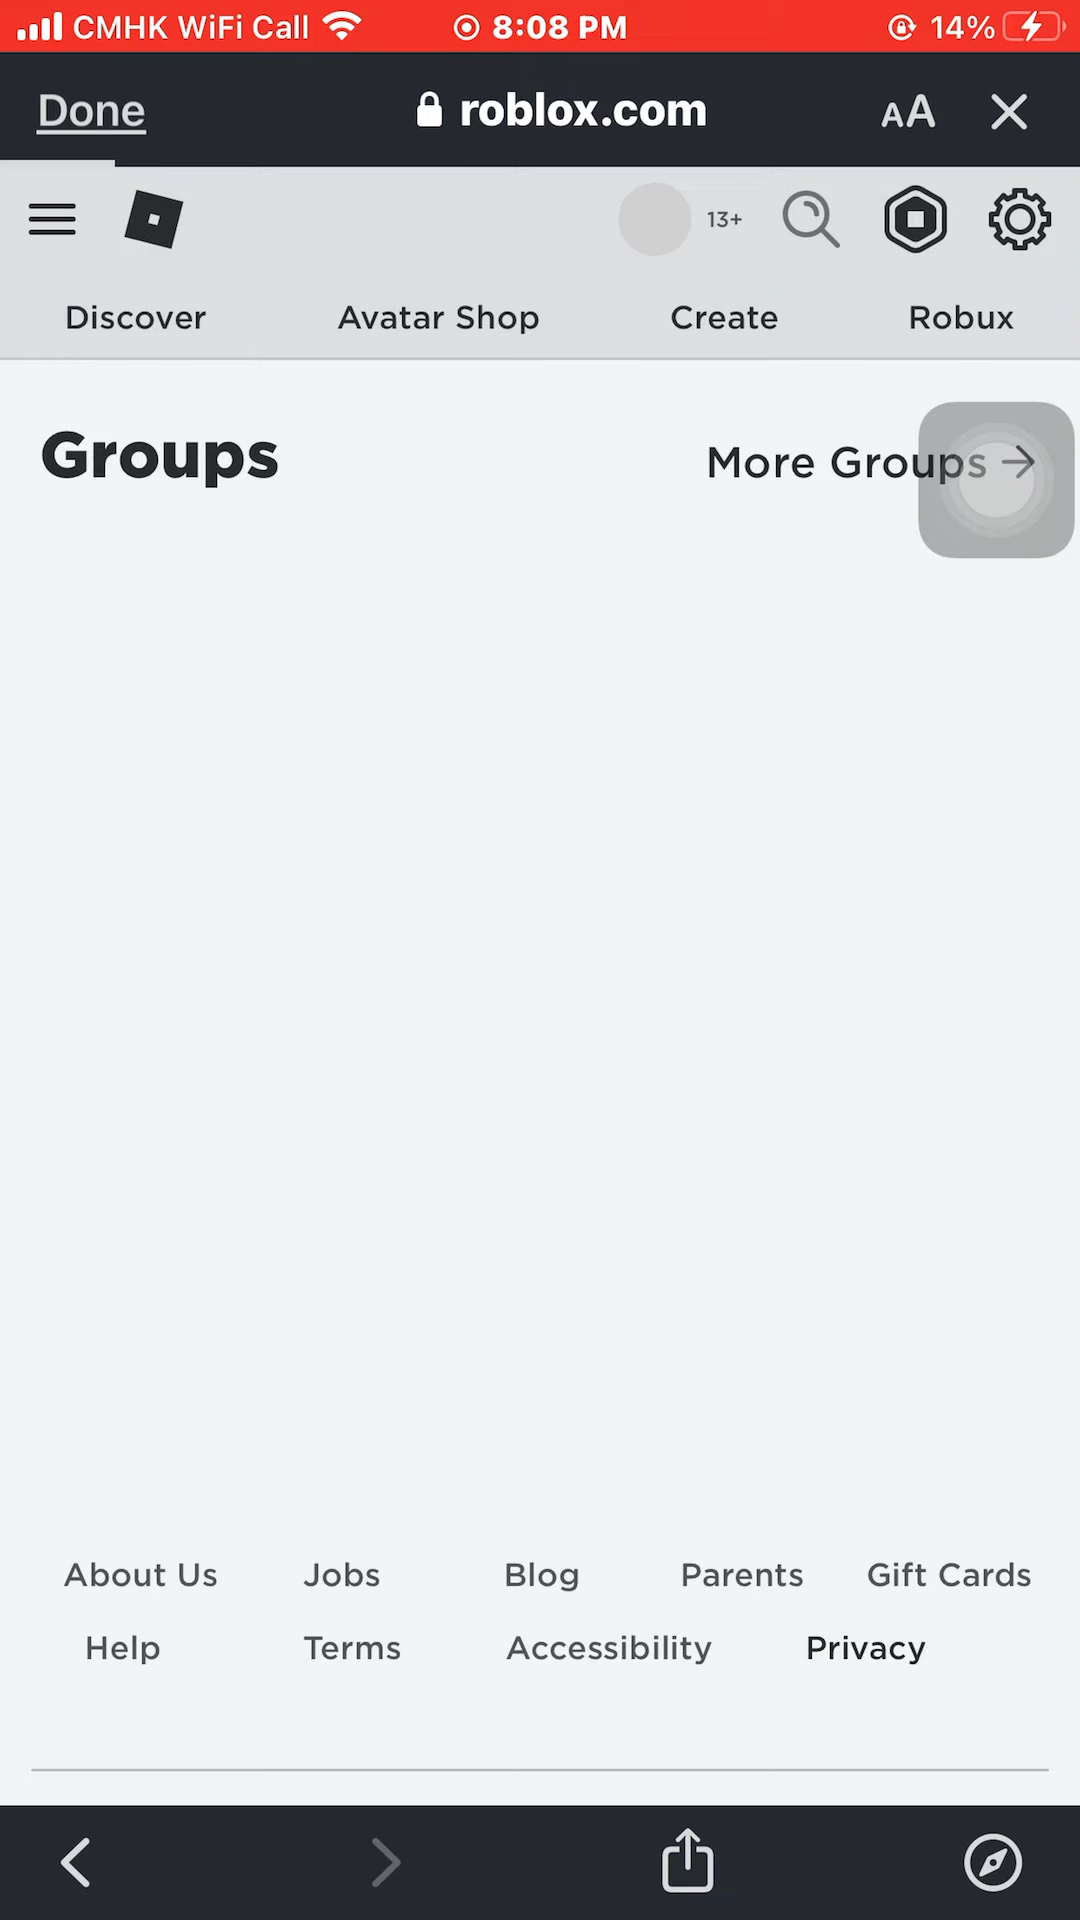 CMHK WiFi Call 8:08 PM 14%
Done roblox.com AA
13+
Discover Avatar Shop Create Robux
Groups More Groups
About Us Jobs Blog Parents Gift Cards
Help Terms Accessibility Privacy